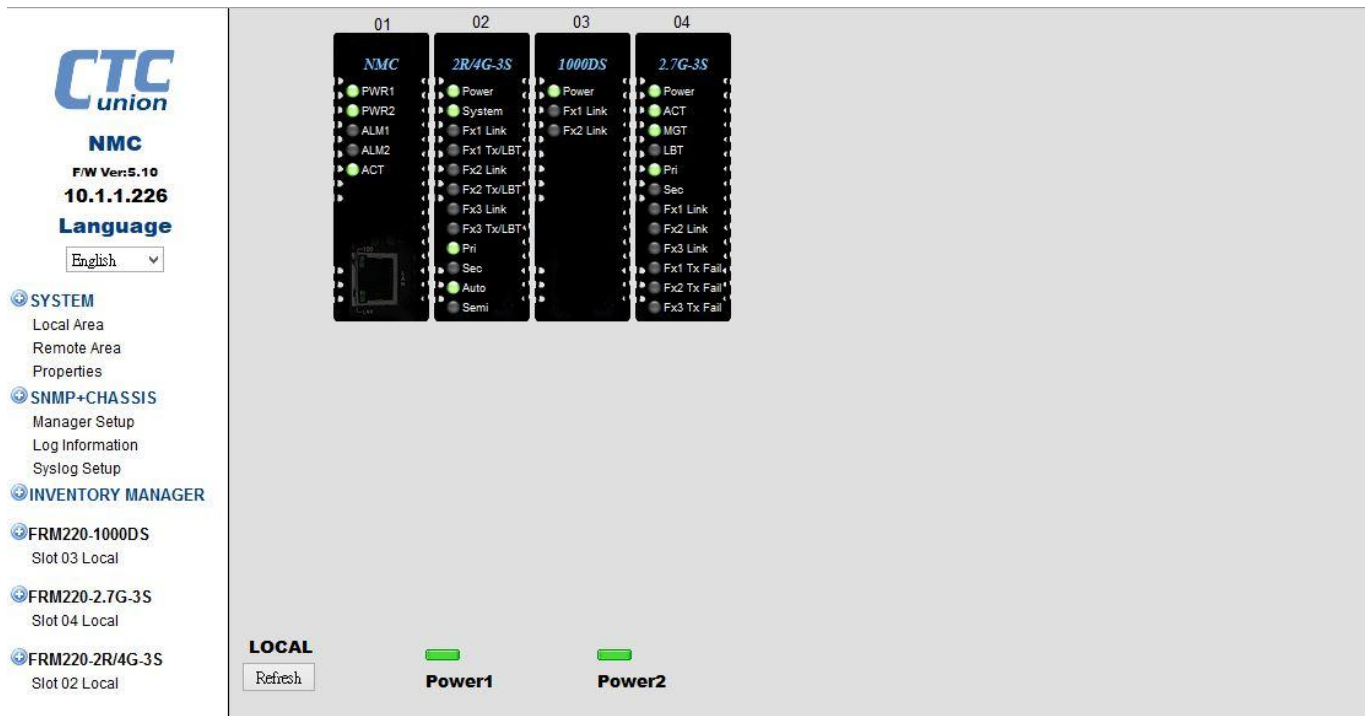 CTC
union
NMC
F/W Ver:5.10
10.1.1.226
Language
English
SYSTEM
Local Area
Remote Area
Properties
SNMP+CHASSIS
Manager Setup
Log Information
Syslog Setup
INVENTORY MANAGER
FRM220-1000DS
Slot 03 Local
FRM220-2.7G-3S
Slot 04 Local
FRM220-2R/4G-3S
Slot 02 Local
01
NMC
PWR1
PWR2
ALM1
ALM2
ACT
02
2R/4G-3S
Power
System
Fx1 Link
Fx1 Tx/LBT
Fx2 Link
Fx2 Tx/LBT
Fx3 Link
Fx3 Tx/LBT
Pri
Sec
Auto
Semi
03
1000DS
Power
Fx1 Link
Fx2 Link
04
2.7G-3S
Power
ACT
MGT
LBT
Pri
Sec
Fx1 Link
Fx2 Link
Fx3 Link
Fx1 Tx Fail
Fx2 Tx Fail
Fx3 Tx Fail
LOCAL
Refresh
Power1
Power2